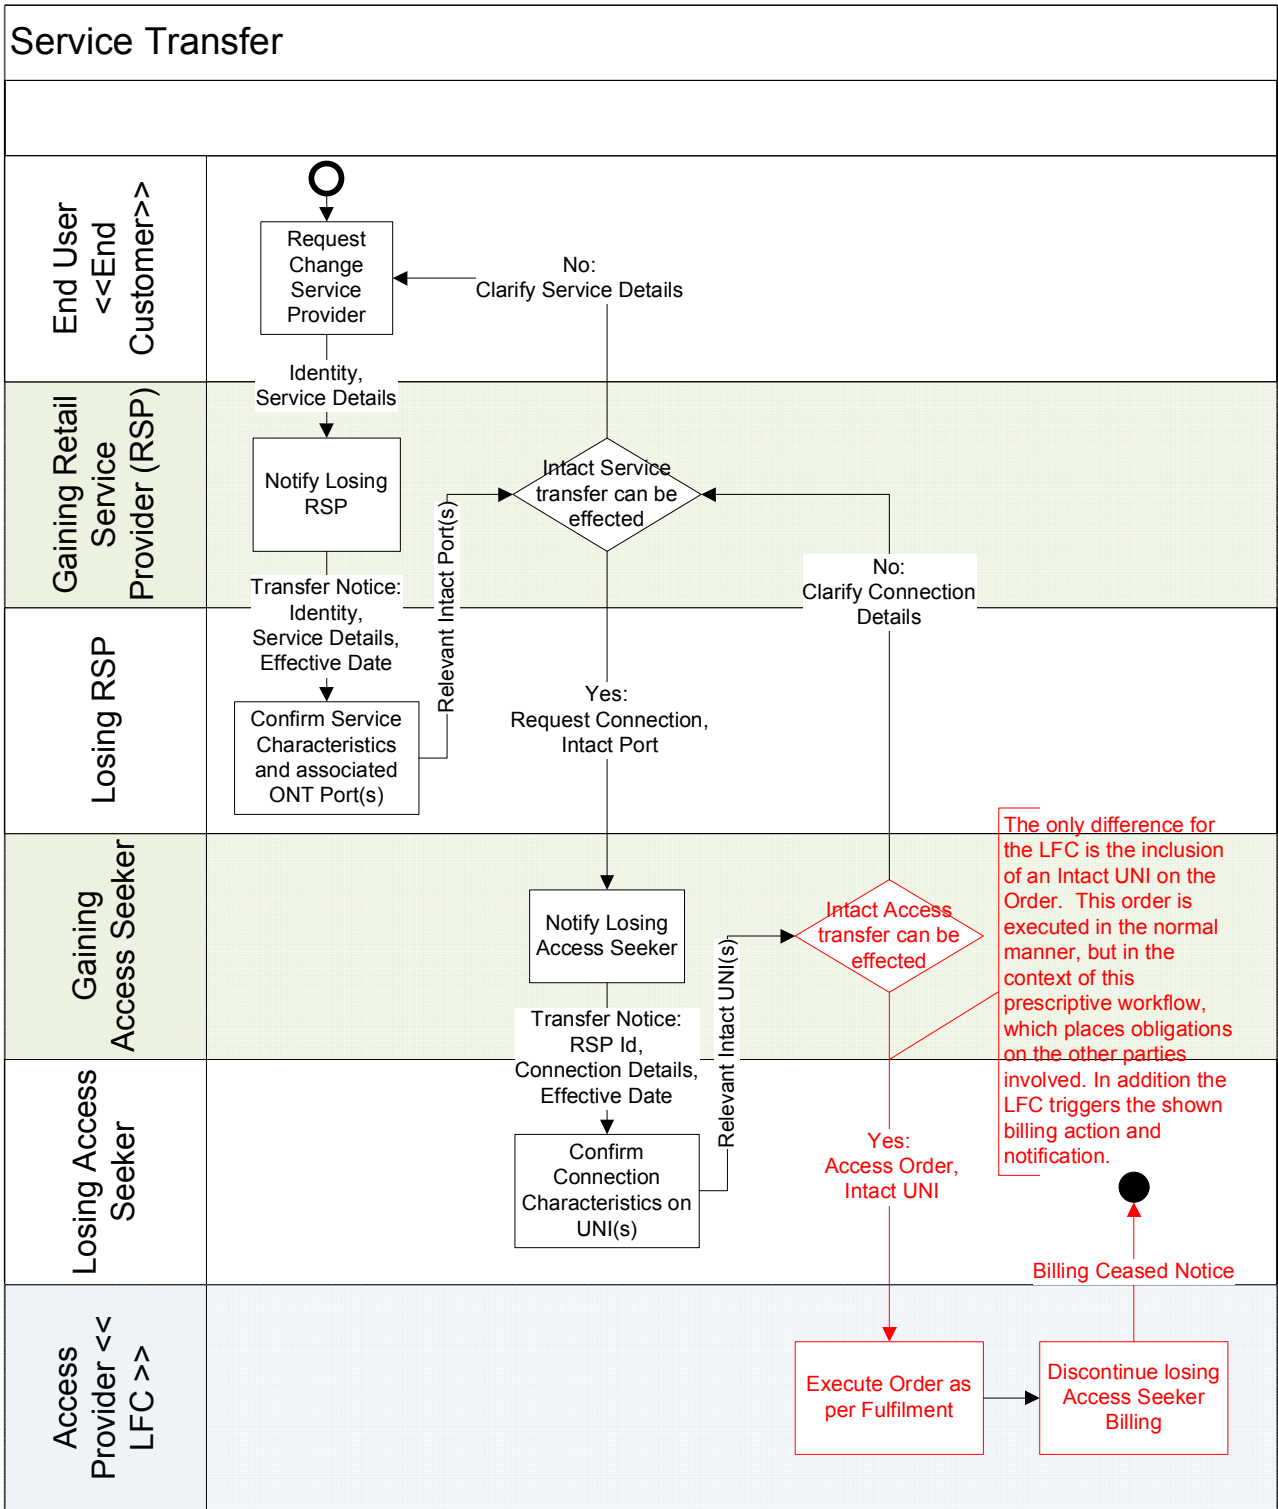 Service Transfer
End User
<<End
Customer>>
Request
Change
Service
Provider
No:
Clarify Service Details
Identity,
Service Details
Gaining Retail
Service
Provider (RSP)
Notify Losing
RSP
Relevant Intact Port(s)
Intact Service
transfer can be
effected
No:
Clarify Connection
Details
Transfer Notice:
Identity,
Service Details,
Effective Date
Losing RSP
Confirm Service
Characteristics
and associated
ONT Port(s)
Yes:
Request Connection,
Intact Port
Gaining
Access Seeker
Notify Losing
Access Seeker
Relevant Intact UNI(s)
Intact Access
transfer can be
effected
The only difference for
the LFC is the inclusion
of an Intact UNI on the
Order.  This order is
executed in the normal
manner, but in the
context of this
prescriptive workflow,
which places obligations
on the other parties
involved. In addition the
LFC triggers the shown
billing action and
notification.
Transfer Notice:
RSP Id,
Connection Details,
Effective Date
Losing Access
Seeker
Confirm
Connection
Characteristics on
UNI(s)
Yes:
Access Order,
Intact UNI
Billing Ceased Notice
Access
Provider <<
LFC >>
Execute Order as
per Fulfilment
Discontinue losing
Access Seeker
Billing